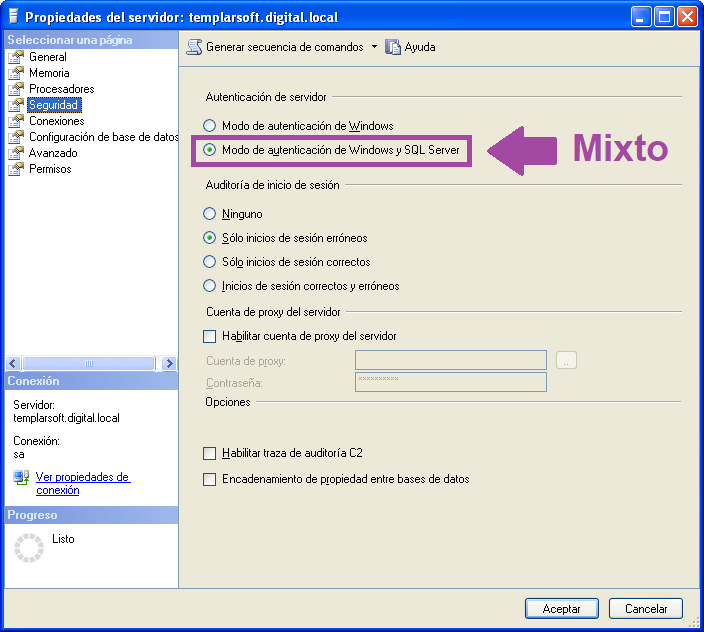 Propiedades del servidor: templarsoft.digital.local
Seleccionar una página
General
Memoria
Procesadores
Seguridad
Conexiones
Configuración de base de datos
Avanzado
Permisos
Generar secuencia de comandos
Ayuda
Autenticación de servidor
Modo de autenticación de Windows
Modo de autenticación de Windows y SQL Server
Mixto
Auditoría de inicio de sesión
Ninguno
Sólo inicios de sesión erróneos
Sólo inicios de sesión correctos
Inicios de sesión correctos y erróneos
Cuenta de proxy del servidor
Habilitar cuenta de proxy del servidor
Cuenta de proxy:
...
Contraseña:
**********
Opciones
Habilitar traza de auditoría C2
Encadenamiento de propiedad entre bases de datos
Conexión
Servidor:
templarsoft.digital.local
Conexión:
sa
Ver propiedades de
conexión
Progreso
Listo
Aceptar
Cancelar